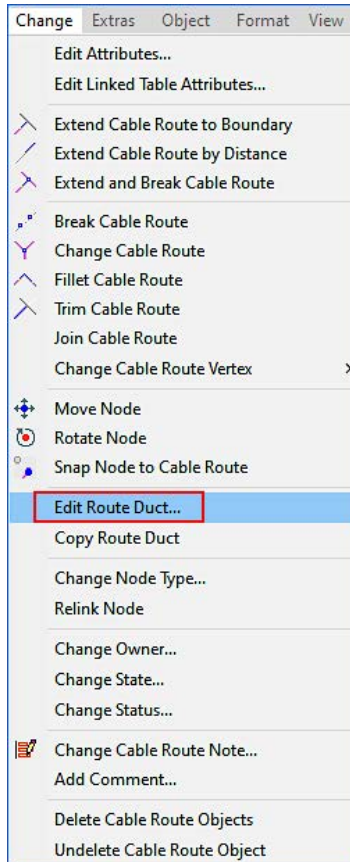 Change Extras Object Format View
Edit Attributes...
Edit Linked Table Attributes...
Extend Cable Route to Boundary
Extend Cable Route by Distance
Extend and Break Cable Route
Break Cable Route
Change Cable Route
Fillet Cable Route
Trim Cable Route
Join Cable Route
Change Cable Route Vertex
Move Node
Rotate Node
Snap Node to Cable Route
Edit Route Duct...
Copy Route Duct
Change Node Type...
Relink Node
Change Owner...
Change State...
Change Status...
Change Cable Route Note...
Add Comment...
Delete Cable Route Objects
Undelete Cable Route Object